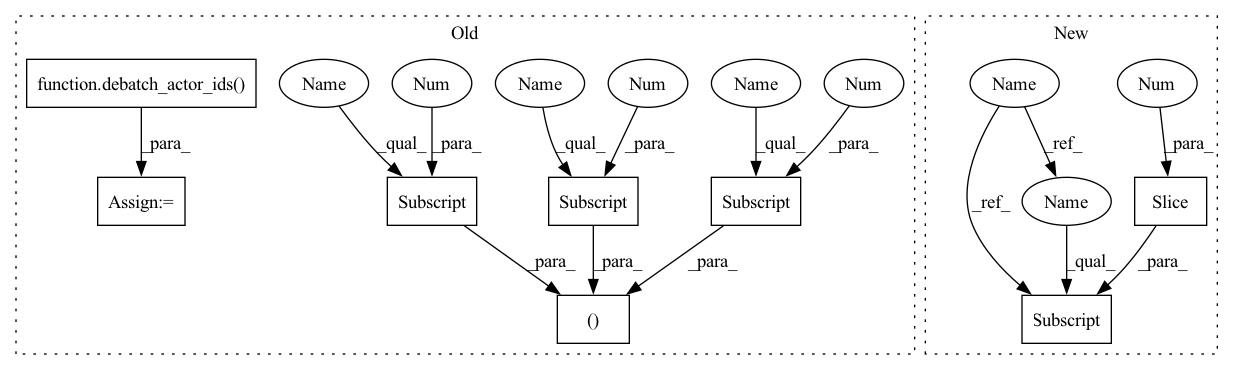 Old
New
function.debatch_actor_ids()
Name
Num
Name
Num
Name
Num
Name
Num
_para_
_qual_
_para_
_qual_
_para_
_qual_
_para_
_ref_
_para_
Assign:=
Subscript
Subscript
Subscript
_ref_
Name
Slice
_para_
_para_
_para_
_qual_
_para_
()
Subscript